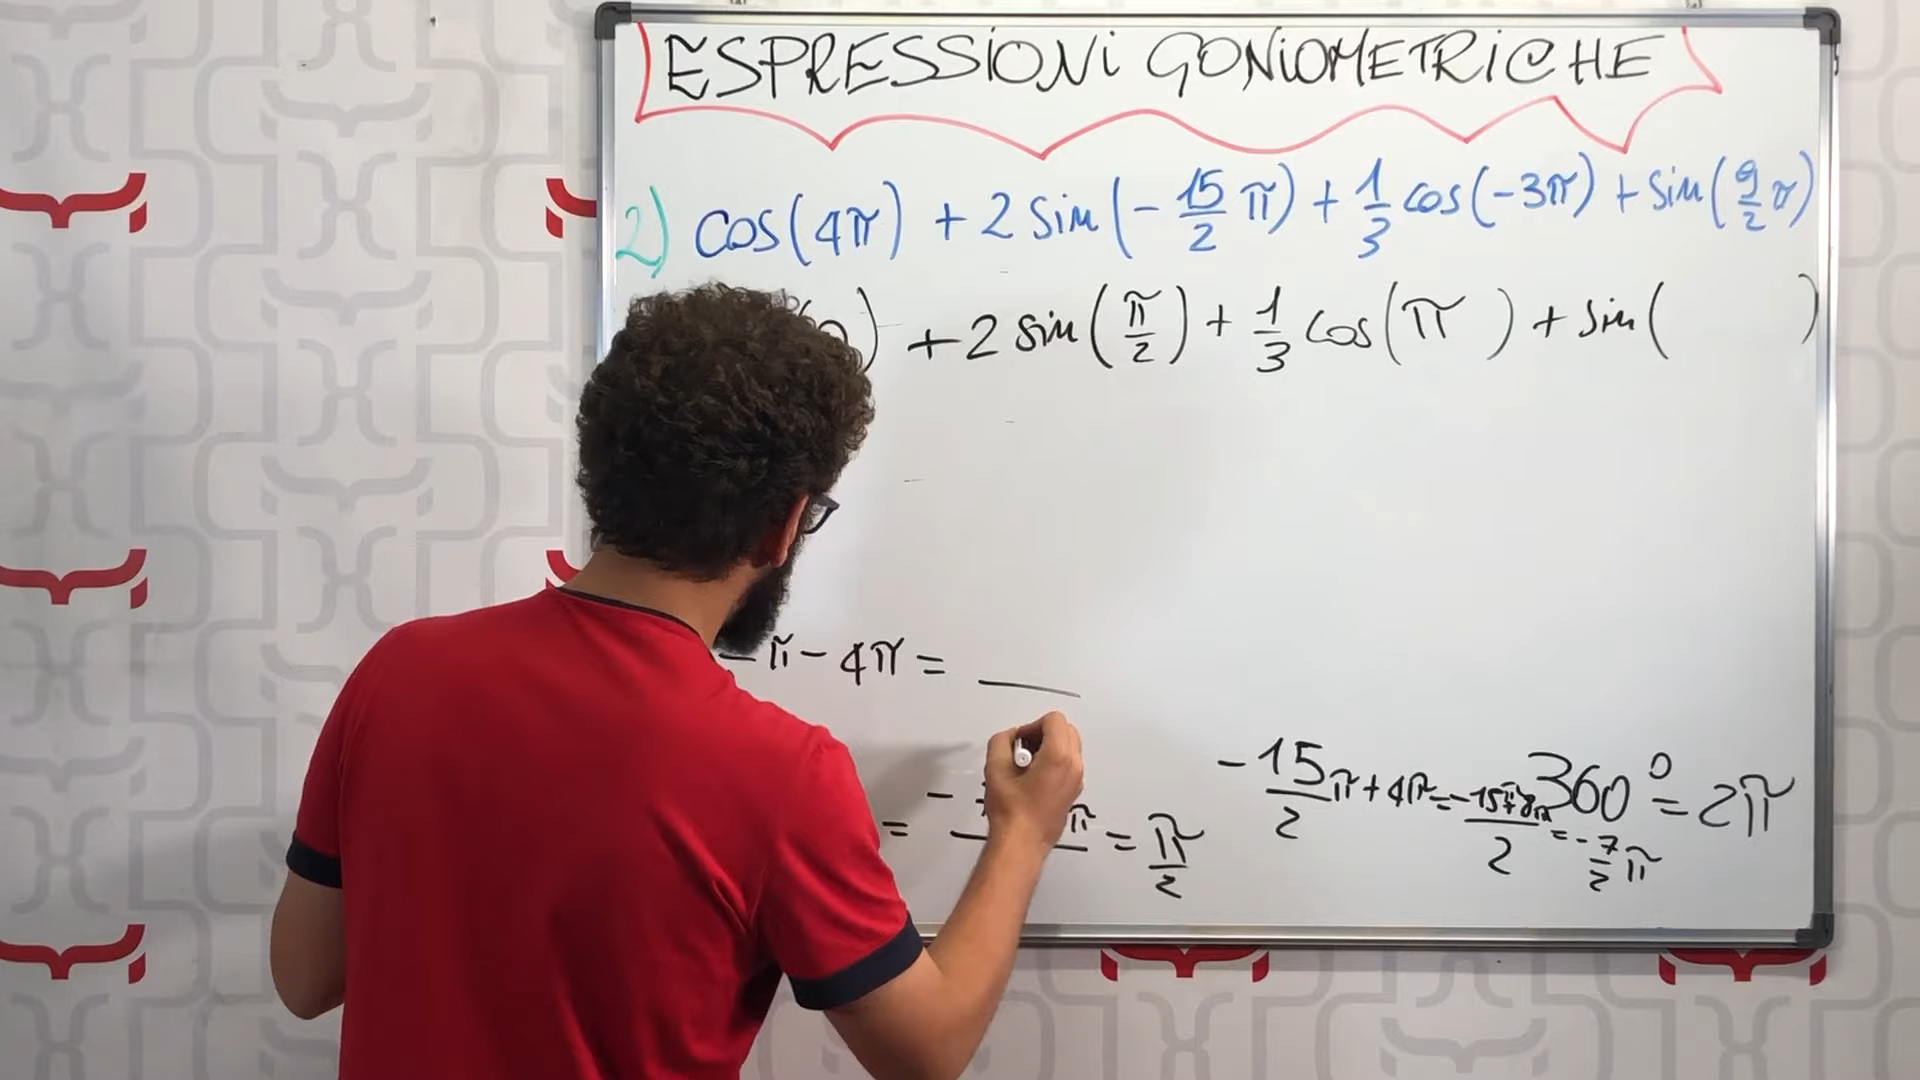 ESPRESSIONI GONIOMETRICHE
2) cos(4π) + 2 sin(-15/2 π) + 1/3 cos(-3π) + sin(9/2 π)
0) + 2 sin(π/2) + 1/3 cos(π ) + sin( )
π - 4π =
= - π = π/2
-15/2 π + 4π = -15π+8π/2 = -7/2 π
360° = 2π